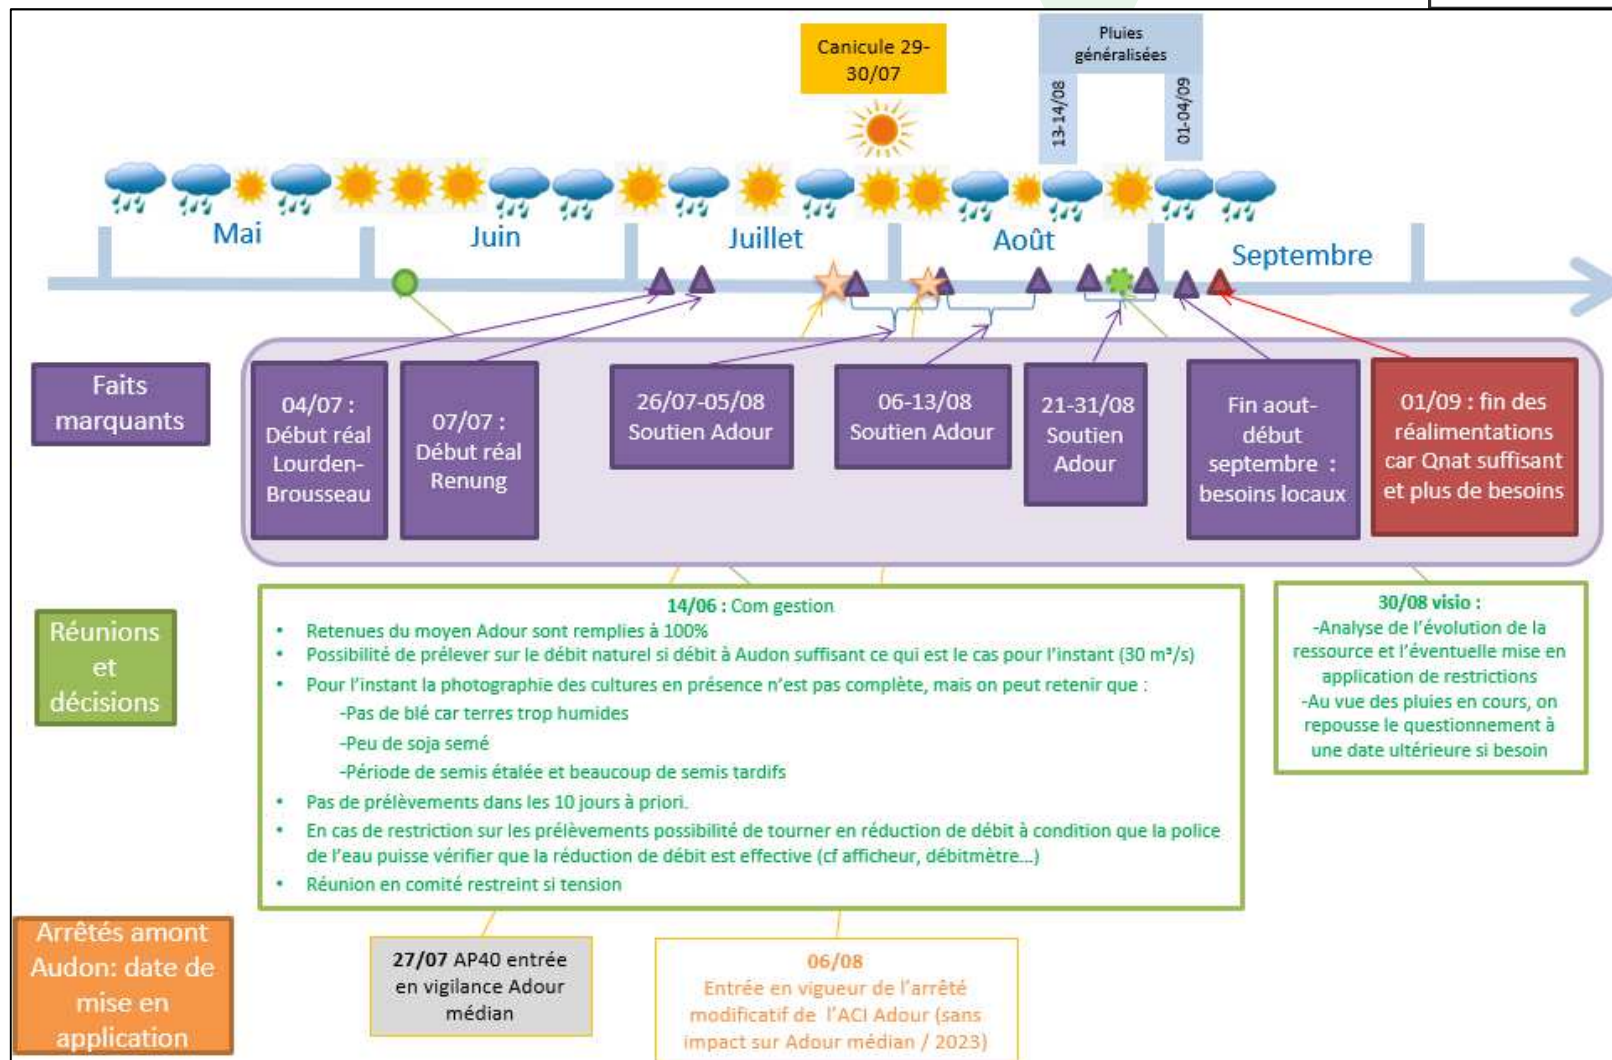 Canicule 29-
30/07
Pluies
généralisées
13-14/08
01-04/09
Mai
Juin
Juillet
Août
Septembre
Faits
marquants
04/07 :
Début réal
Lourden-
Brousseau
07/07 :
Début réal
Renung
26/07-05/08
Soutien Adour
06-13/08
Soutien Adour
21-31/08
Soutien
Adour
Fin aout-
début
septembre :
besoins locaux
01/09 : fin des
réalimentations
car Qnat suffisant
et plus de besoins
Réunions
et
décisions
14/06 : Com gestion
• Retenues du moyen Adour sont remplies à 100%
• Possibilité de prélever sur le débit naturel si débit à Audon suffisant ce qui est le cas pour l'instant (30 m³/s)
• Pour l'instant la photographie des cultures en présence n'est pas complète, mais on peut retenir que :
-Pas de blé car terres trop humides
-Peu de soja semé
-Période de semis étalée et beaucoup de semis tardifs
• Pas de prélèvements dans les 10 jours à priori.
• En cas de restriction sur les prélèvements possibilité de tourner en réduction de débit à condition que la police
de l'eau puisse vérifier que la réduction de débit est effective (cf afficheur, débitmètre...)
• Réunion en comité restreint si tension
30/08 visio :
-Analyse de l'évolution de la
ressource et l'éventuelle mise en
application de restrictions
-Au vue des pluies en cours, on
repousse le questionnement à
une date ultérieure si besoin
Arrêtés amont
Audon: date de
mise en
application
27/07 AP40 entrée
en vigilance Adour
médian
06/08
Entrée en vigueur de l'arrêté
modificatif de l'ACI Adour (sans
impact sur Adour médian / 2023)